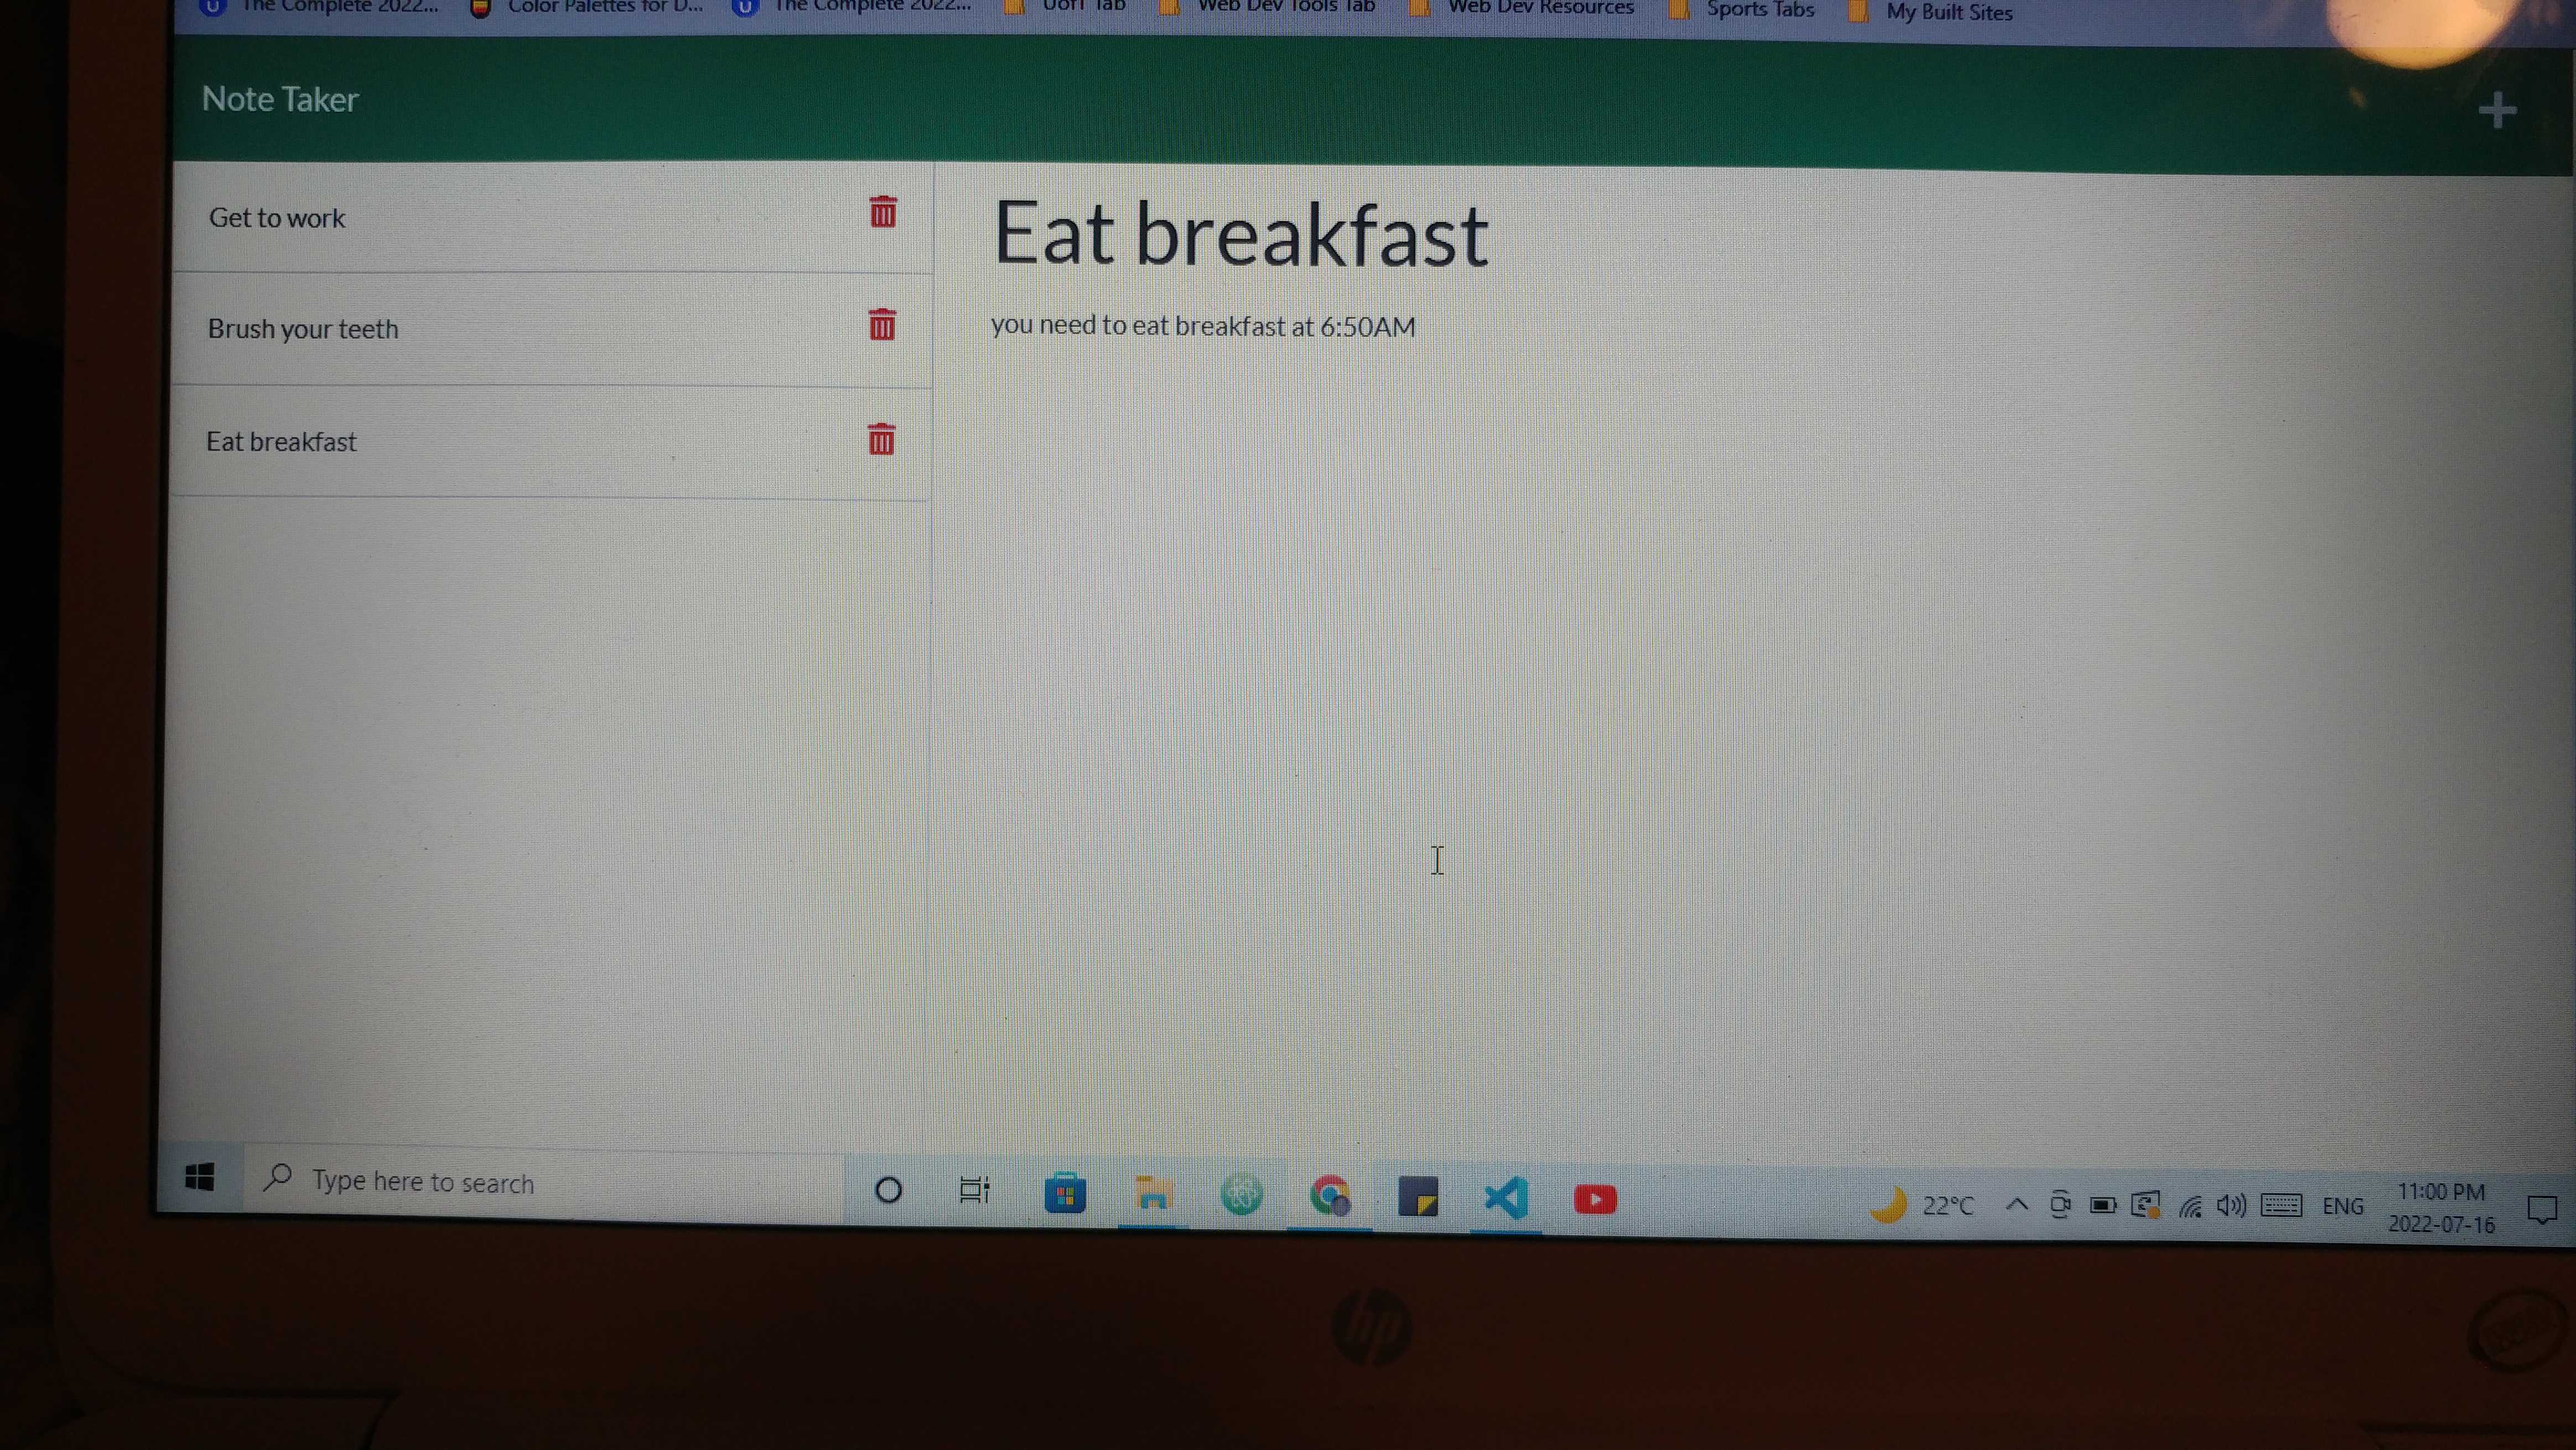 The Complete 2022... Color Palettes for D... The Complete 2022... UofT Tab Web Dev Tools Tab Web Dev Resources Sports Tabs My Built Sites
Note Taker
Get to work
Brush your teeth
Eat breakfast
Eat breakfast
you need to eat breakfast at 6:50AM
Type here to search
22°C
ENG
11:00 PM
2022-07-16
hp